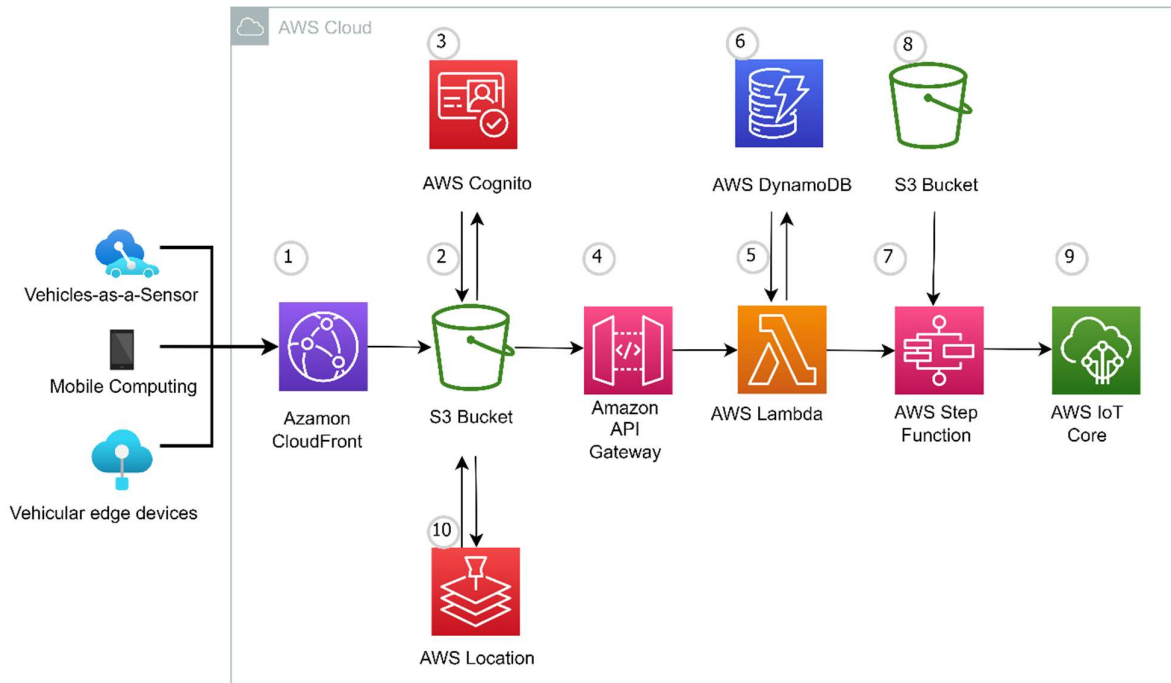 AWS Cloud
3
6
8
AWS Cognito
AWS DynamoDB
S3 Bucket
1
2
4
5
7
9
Vehicles-as-a-Sensor
Mobile Computing
Vehicular edge devices
Azamon
CloudFront
S3 Bucket
Amazon
API
Gateway
AWS Lambda
AWS Step
Function
AWS IoT
Core
10
AWS Location